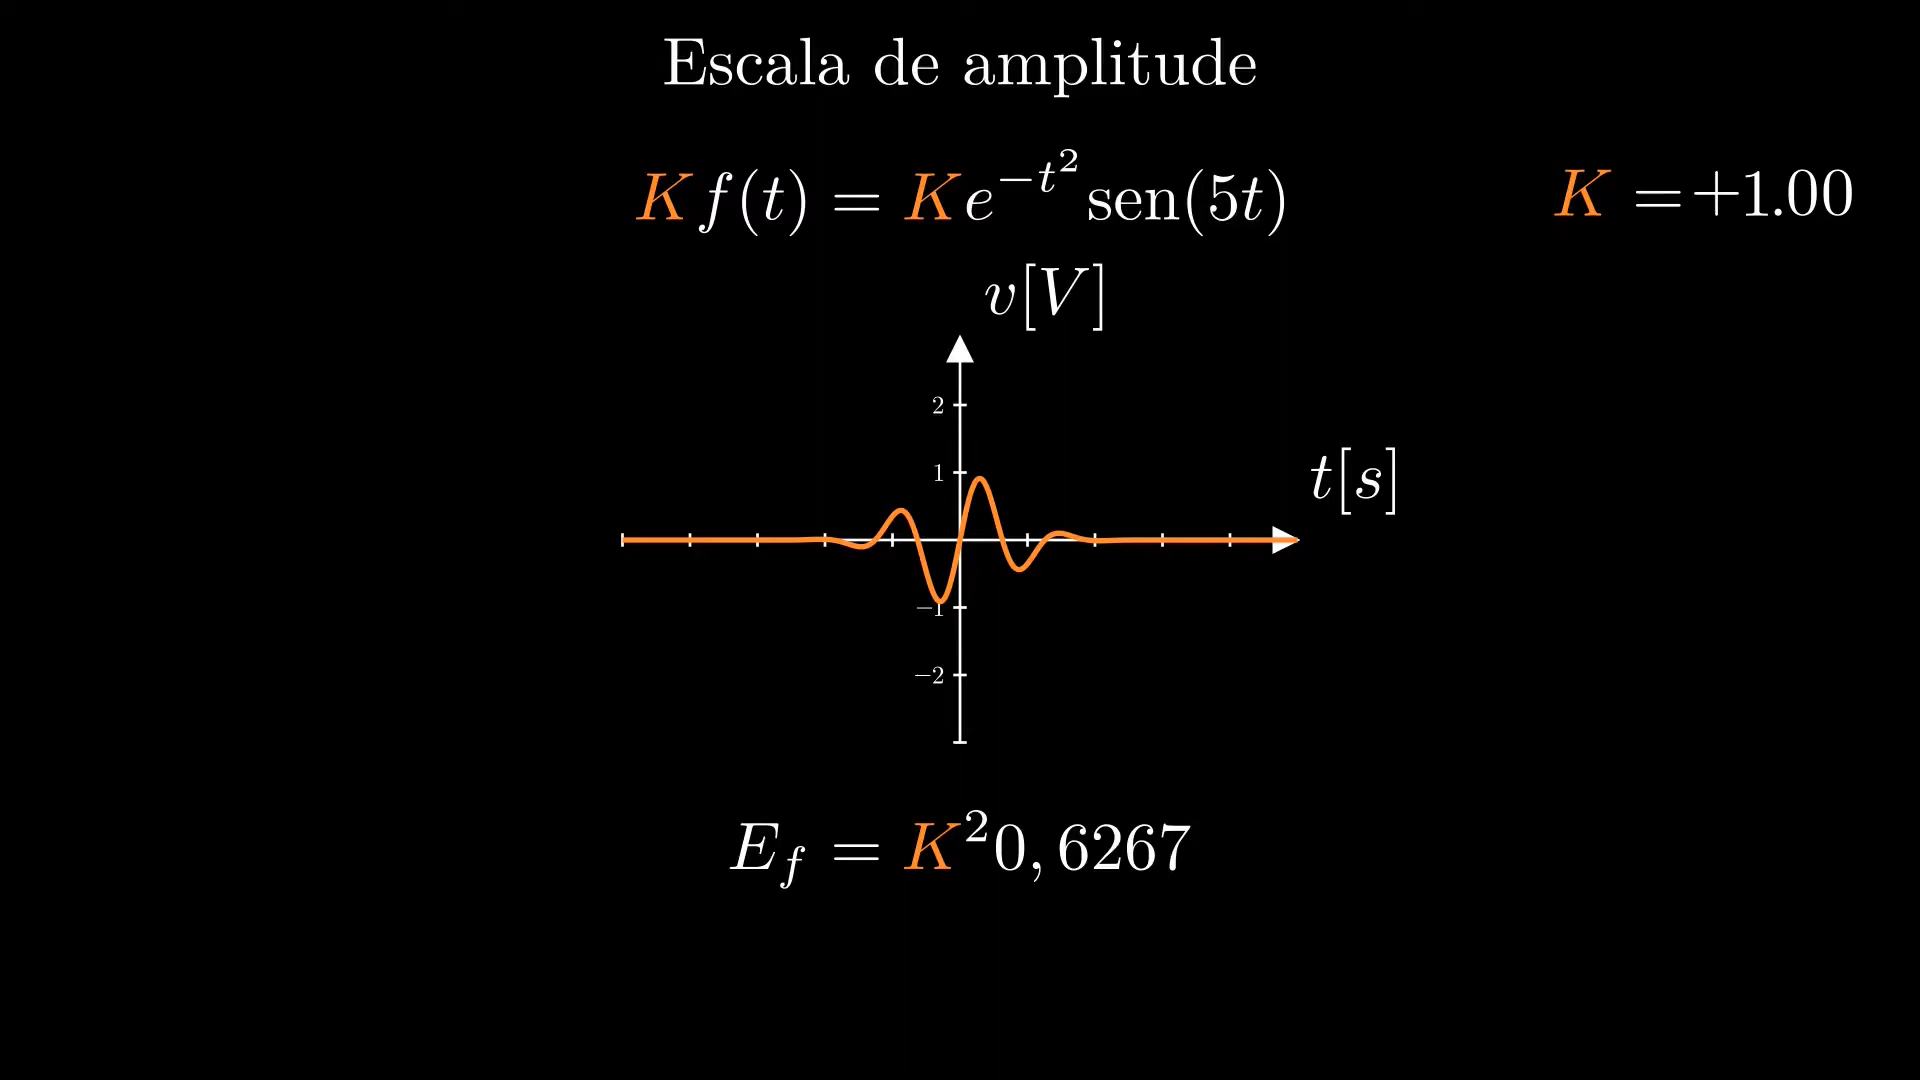 Escala de amplitude
Kf(t) = Ke^{-t^2}sen(5t)
K =+1.00
v[V]
2
1
t[s]
−1
−2
E_f = K^2 0,6267